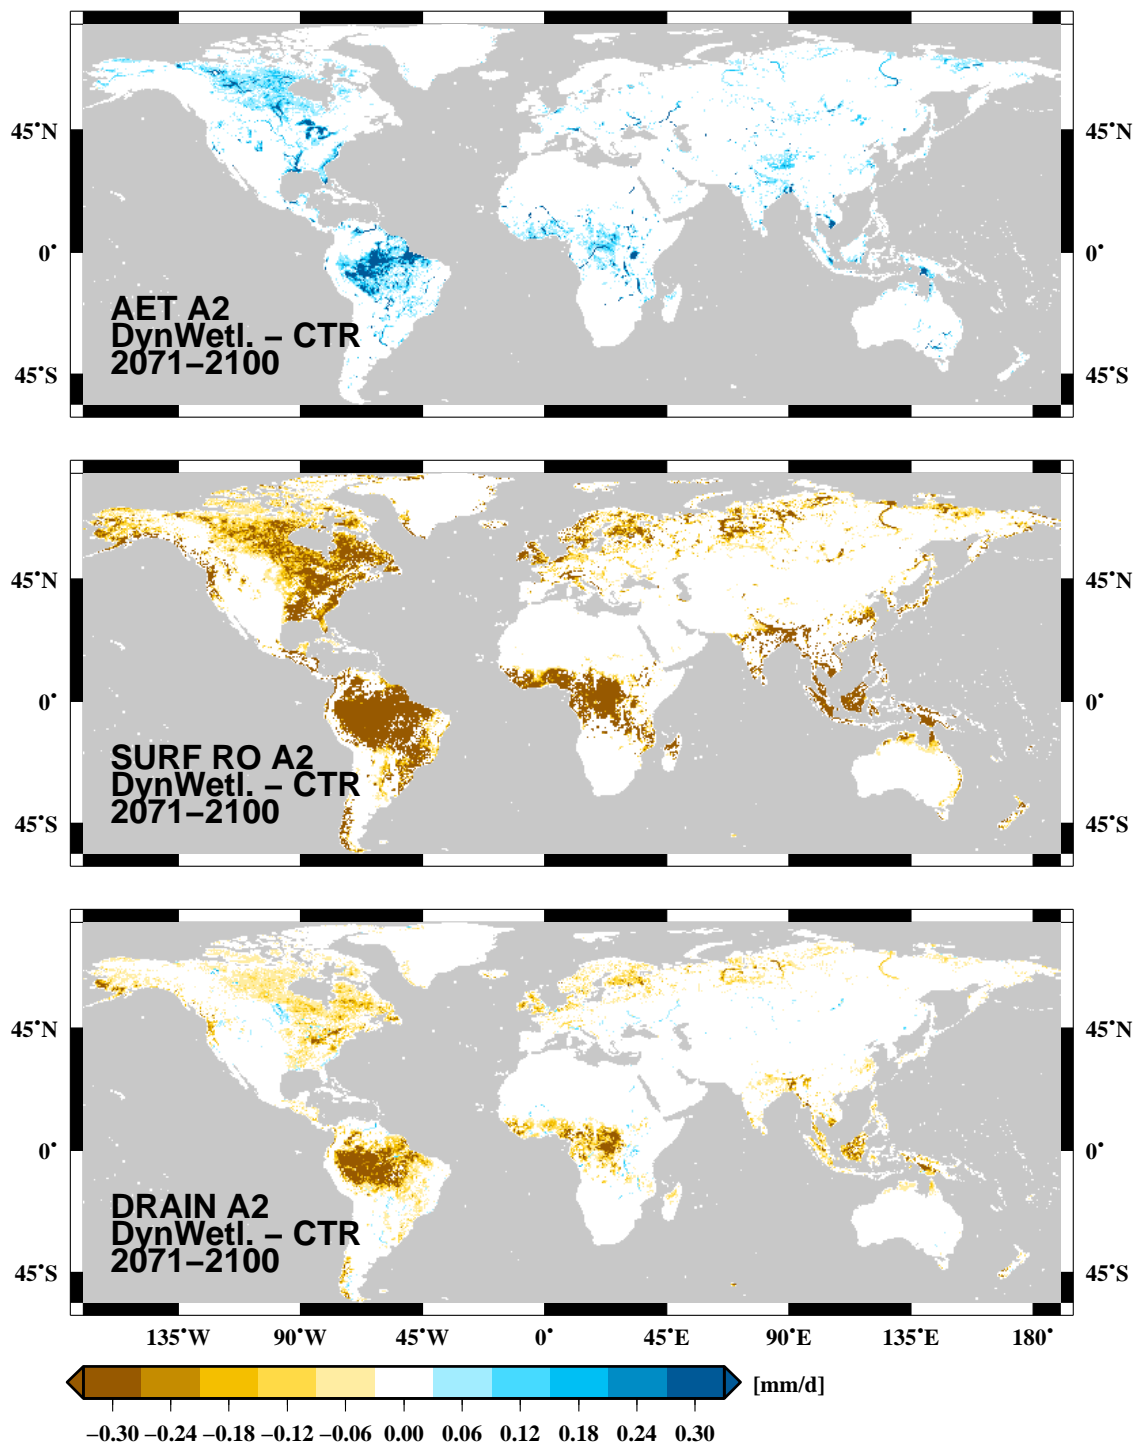 45°N
45°N
0°
0°
AET A2
DynWetl. – CTR
2071–2100
45°S
45°S
45°N
45°N
0°
0°
SURF RO A2
DynWetl. – CTR
2071–2100
45°S
45°S
45°N
45°N
0°
0°
DRAIN A2
DynWetl. – CTR
2071–2100
45°S
45°S
135°W 90°W 45°W 0° 45°E 90°E 135°E 180°
[mm/d]
−0.30 −0.24 −0.18 −0.12 −0.06 0.00 0.06 0.12 0.18 0.24 0.30